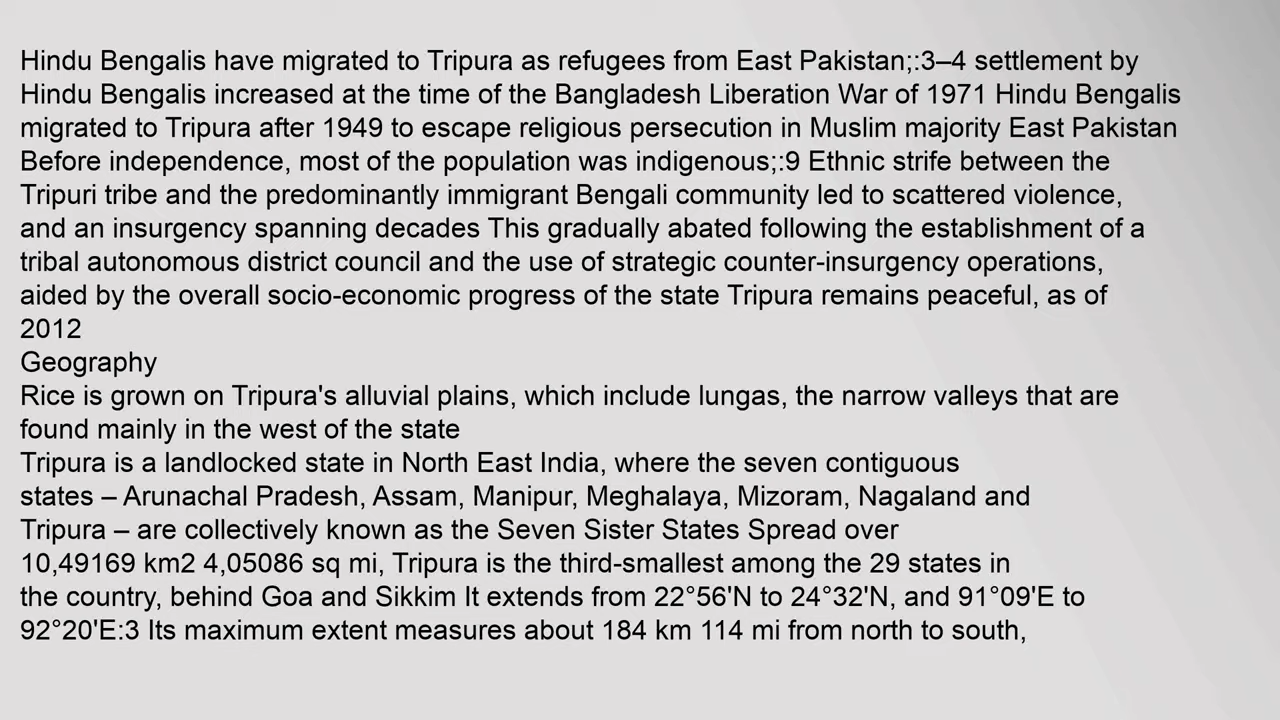 Hindu Bengalis have migrated to Tripura as refugees from East Pakistan;:3–4 settlement by
Hindu Bengalis increased at the time of the Bangladesh Liberation War of 1971 Hindu Bengalis
migrated to Tripura after 1949 to escape religious persecution in Muslim majority East Pakistan
Before independence, most of the population was indigenous;:9 Ethnic strife between the
Tripuri tribe and the predominantly immigrant Bengali community led to scattered violence,
and an insurgency spanning decades This gradually abated following the establishment of a
tribal autonomous district council and the use of strategic counter-insurgency operations,
aided by the overall socio-economic progress of the state Tripura remains peaceful, as of
2012
Geography
Rice is grown on Tripura's alluvial plains, which include lungas, the narrow valleys that are
found mainly in the west of the state
Tripura is a landlocked state in North East India, where the seven contiguous
states – Arunachal Pradesh, Assam, Manipur, Meghalaya, Mizoram, Nagaland and
Tripura – are collectively known as the Seven Sister States Spread over
10,49169 km2 4,05086 sq mi, Tripura is the third-smallest among the 29 states in
the country, behind Goa and Sikkim It extends from 22°56'N to 24°32'N, and 91°09'E to
92°20'E:3 Its maximum extent measures about 184 km 114 mi from north to south,